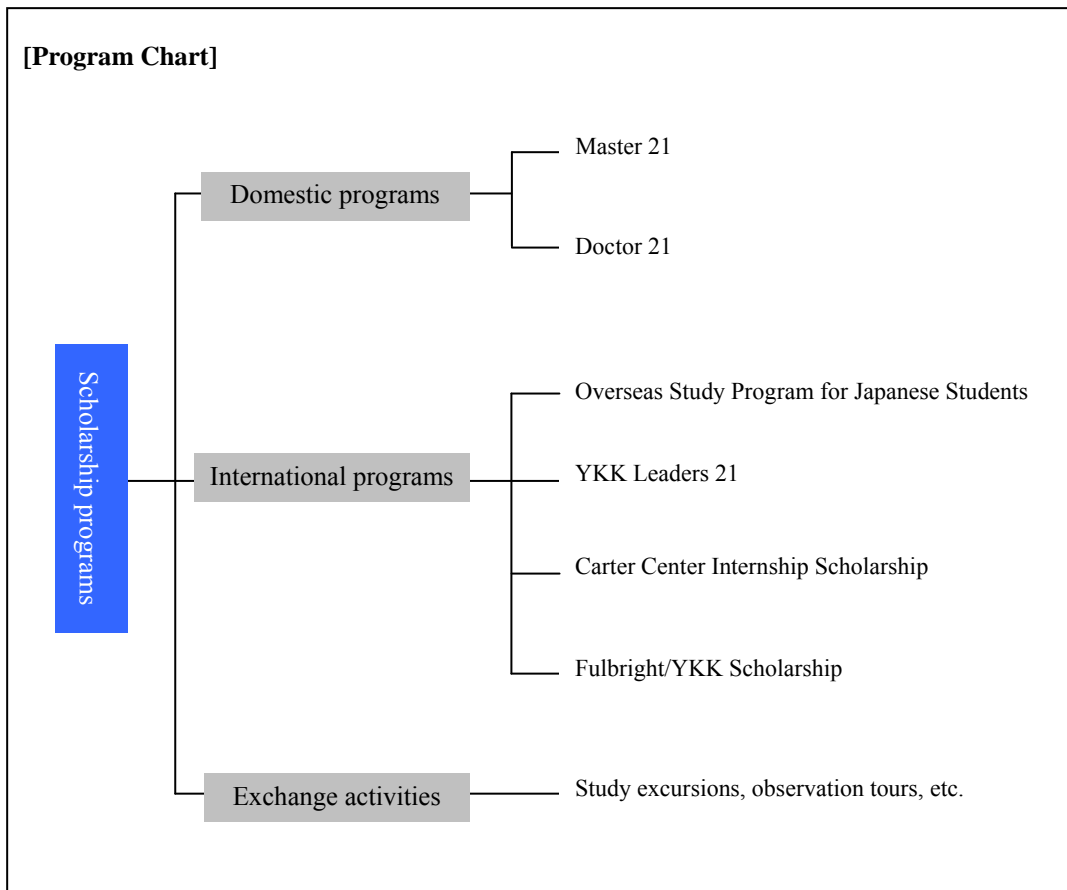 [Program Chart]
Scholarship programs
Domestic programs
Master 21
Doctor 21
International programs
Overseas Study Program for Japanese Students
YKK Leaders 21
Carter Center Internship Scholarship
Fulbright/YKK Scholarship
Exchange activities
Study excursions, observation tours, etc.